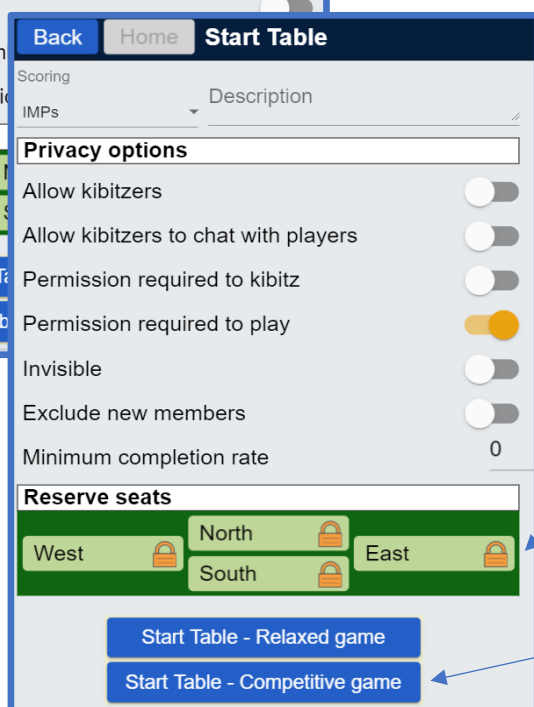 Back Home Start Table
Scoring
IMPs Description
Privacy options
Allow kibitzers
Allow kibitzers to chat with players
Permission required to kibitz
Permission required to play
Invisible
Exclude new members
Minimum completion rate 0
Reserve seats
North
West East
South
Start Table - Relaxed game
Start Table - Competitive game